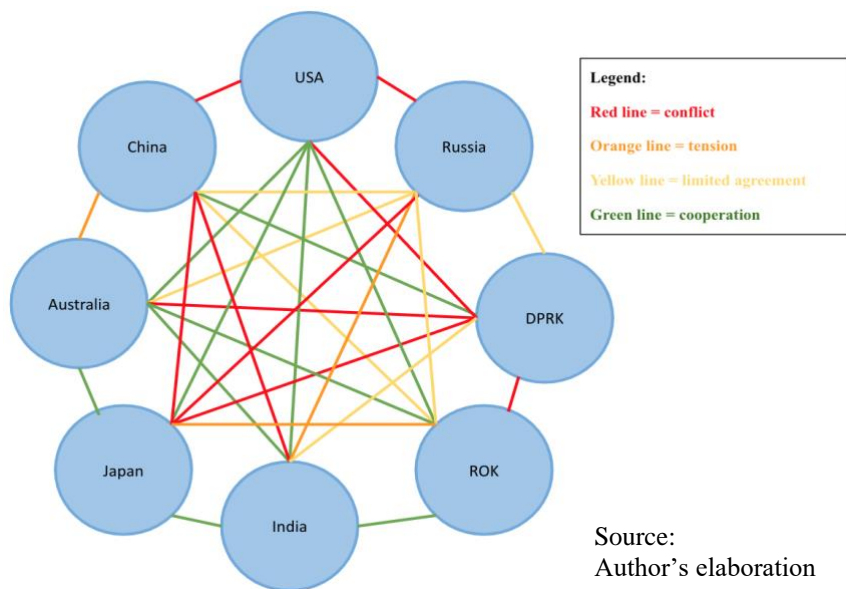 USA
China
Russia
Australia
DPRK
Japan
ROK
India
Legend:
Red line = conflict
Orange line = tension
Yellow line = limited agreement
Green line = cooperation
Source:
Author’s elaboration